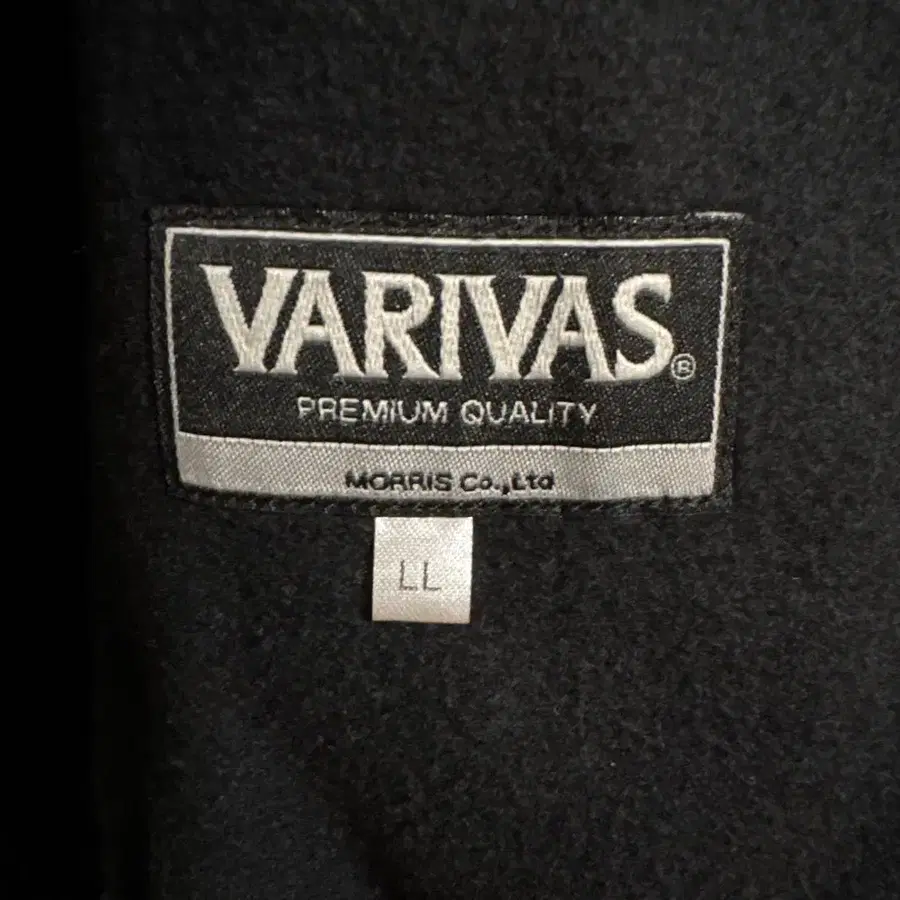 VARIVAS®
PREMIUM QUALITY
MORRIS Co.,Ltd
LL